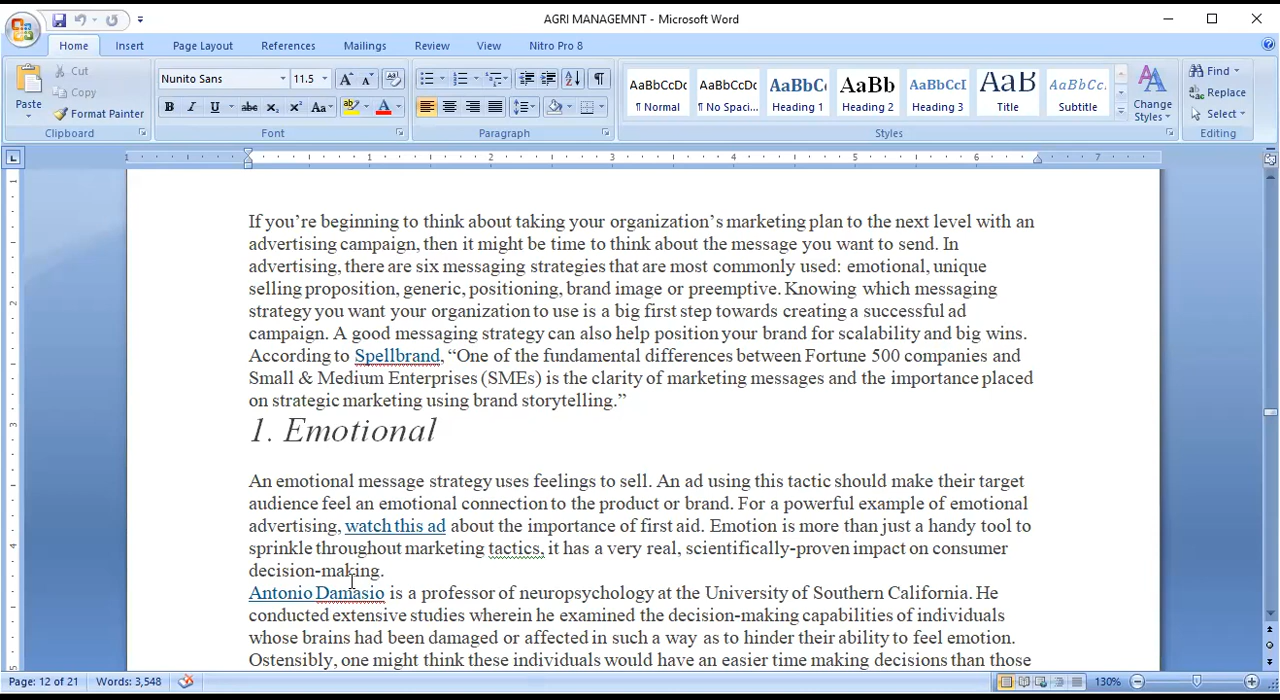 AGRI MANAGEMNT - Microsoft Word
Home Insert Page Layout References Mailings Review View Nitro Pro 8
Paste Cut Copy Format Painter
Clipboard
Nunito Sans 11.5
Font
Paragraph
AaBbCcDc AaBbCcDc AaBbC AaBb AaBbCcI AaB AaBbCc.
¶ Normal ¶ No Spaci... Heading 1 Heading 2 Heading 3 Title Subtitle
Change Styles
Styles
Find Replace Select
Editing
If you’re beginning to think about taking your organization’s marketing plan to the next level with an
advertising campaign, then it might be time to think about the message you want to send. In
advertising, there are six messaging strategies that are most commonly used: emotional, unique
selling proposition, generic, positioning, brand image or preemptive. Knowing which messaging
strategy you want your organization to use is a big first step towards creating a successful ad
campaign. A good messaging strategy can also help position your brand for scalability and big wins.
According to Spellbrand, “One of the fundamental differences between Fortune 500 companies and
Small & Medium Enterprises (SMEs) is the clarity of marketing messages and the importance placed
on strategic marketing using brand storytelling.”
1. Emotional
An emotional message strategy uses feelings to sell. An ad using this tactic should make their target
audience feel an emotional connection to the product or brand. For a powerful example of emotional
advertising, watch this ad about the importance of first aid. Emotion is more than just a handy tool to
sprinkle throughout marketing tactics, it has a very real, scientifically-proven impact on consumer
decision-making.
Antonio Damasio is a professor of neuropsychology at the University of Southern California. He
conducted extensive studies wherein he examined the decision-making capabilities of individuals
whose brains had been damaged or affected in such a way as to hinder their ability to feel emotion.
Ostensibly, one might think these individuals would have an easier time making decisions than those
Page: 12 of 21 Words: 3,548 130%